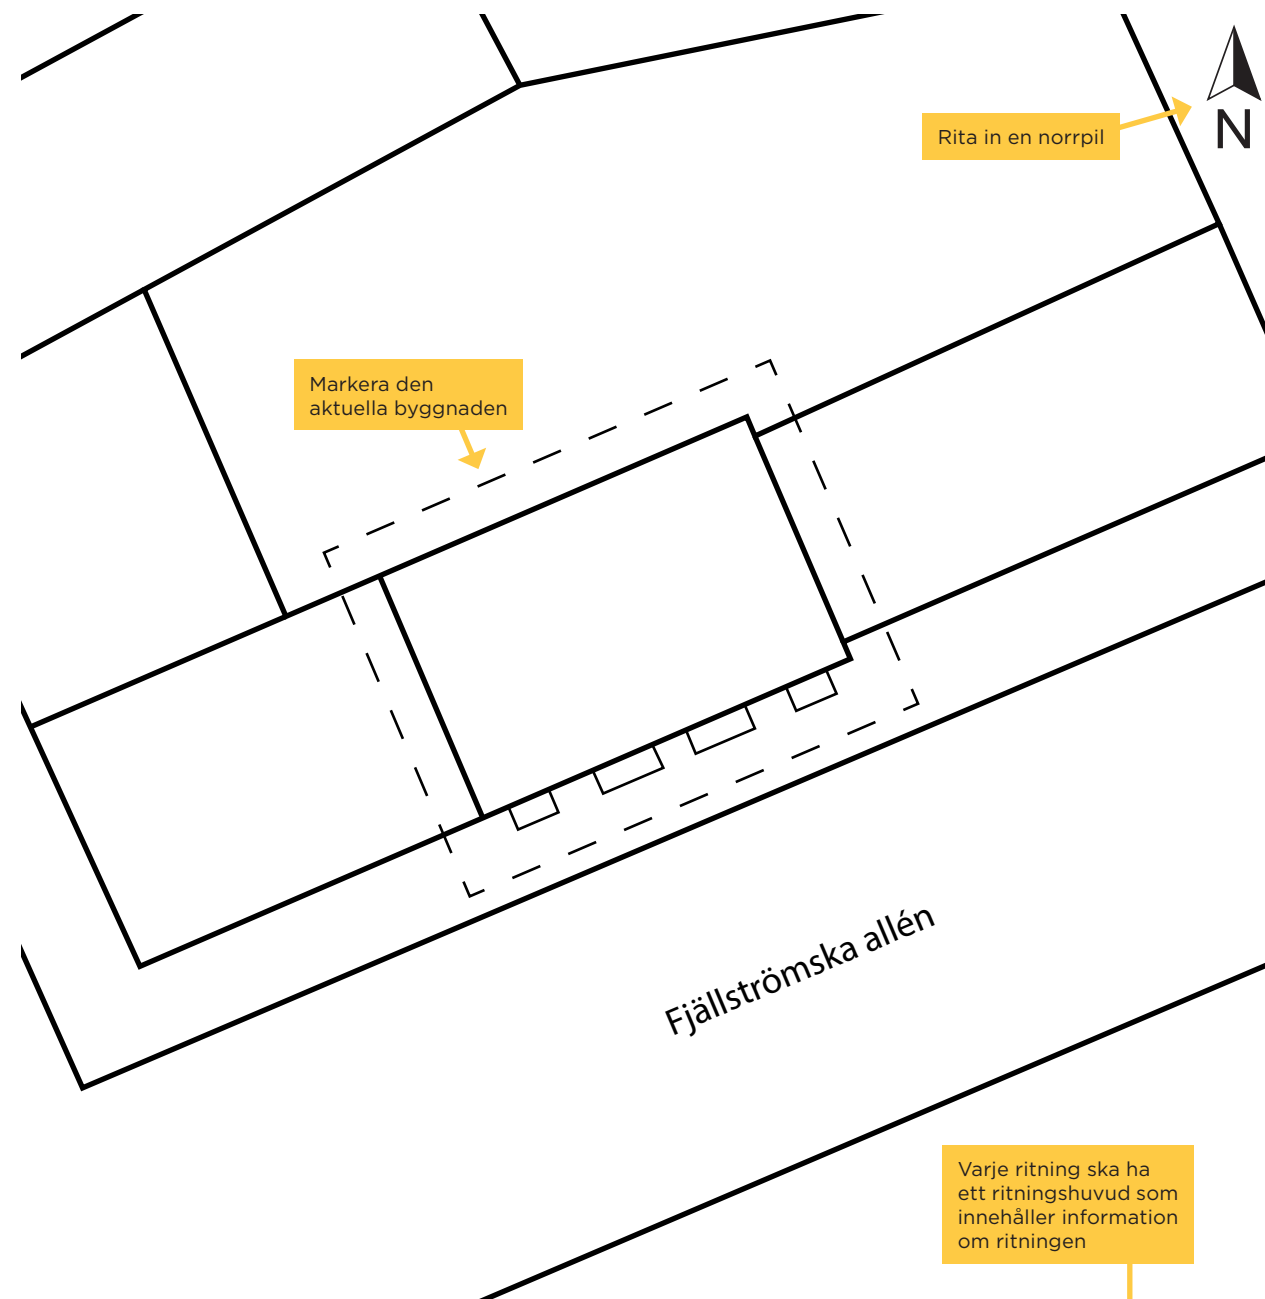 Rita in en norrpil
N
Markera den
aktuella byggnaden
Fjällströmska allén
Varje ritning ska ha
ett ritningshuvud som
innehåller information
om ritningen